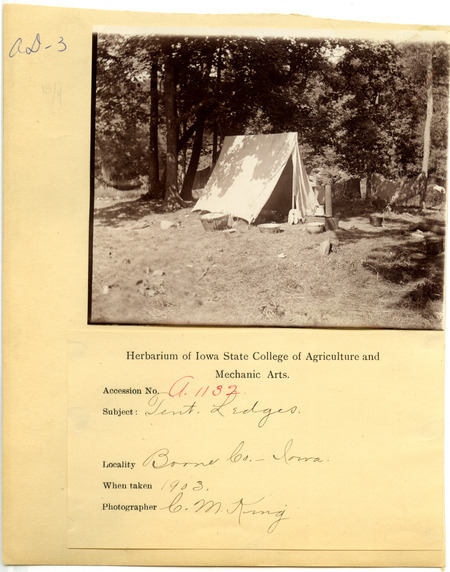 AD-3
Herbarium of Iowa State College of Agriculture and
Mechanic Arts.
Accession No. A. 1132
Subject: Tent. Ledges.
Locality Boone Co. - Iowa.
When taken 1903.
Photographer C. M. King